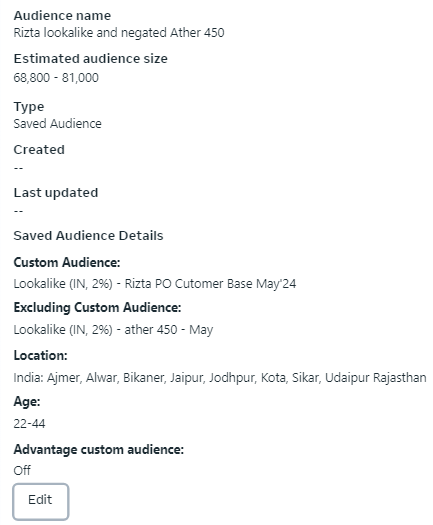 Audience name
Rizta lookalike and negated Ather 450
Estimated audience size
68,800 - 81,000
Type
Saved Audience
Created
--
Last updated
--
Saved Audience Details
Custom Audience:
Lookalike (IN, 2%) - Rizta PO Cutomer Base May'24
Excluding Custom Audience:
Lookalike (IN, 2%) - ather 450 - May
Location:
India: Ajmer, Alwar, Bikaner, Jaipur, Jodhpur, Kota, Sikar, Udaipur Rajasthan
Age:
22-44
Advantage custom audience:
Off
Edit